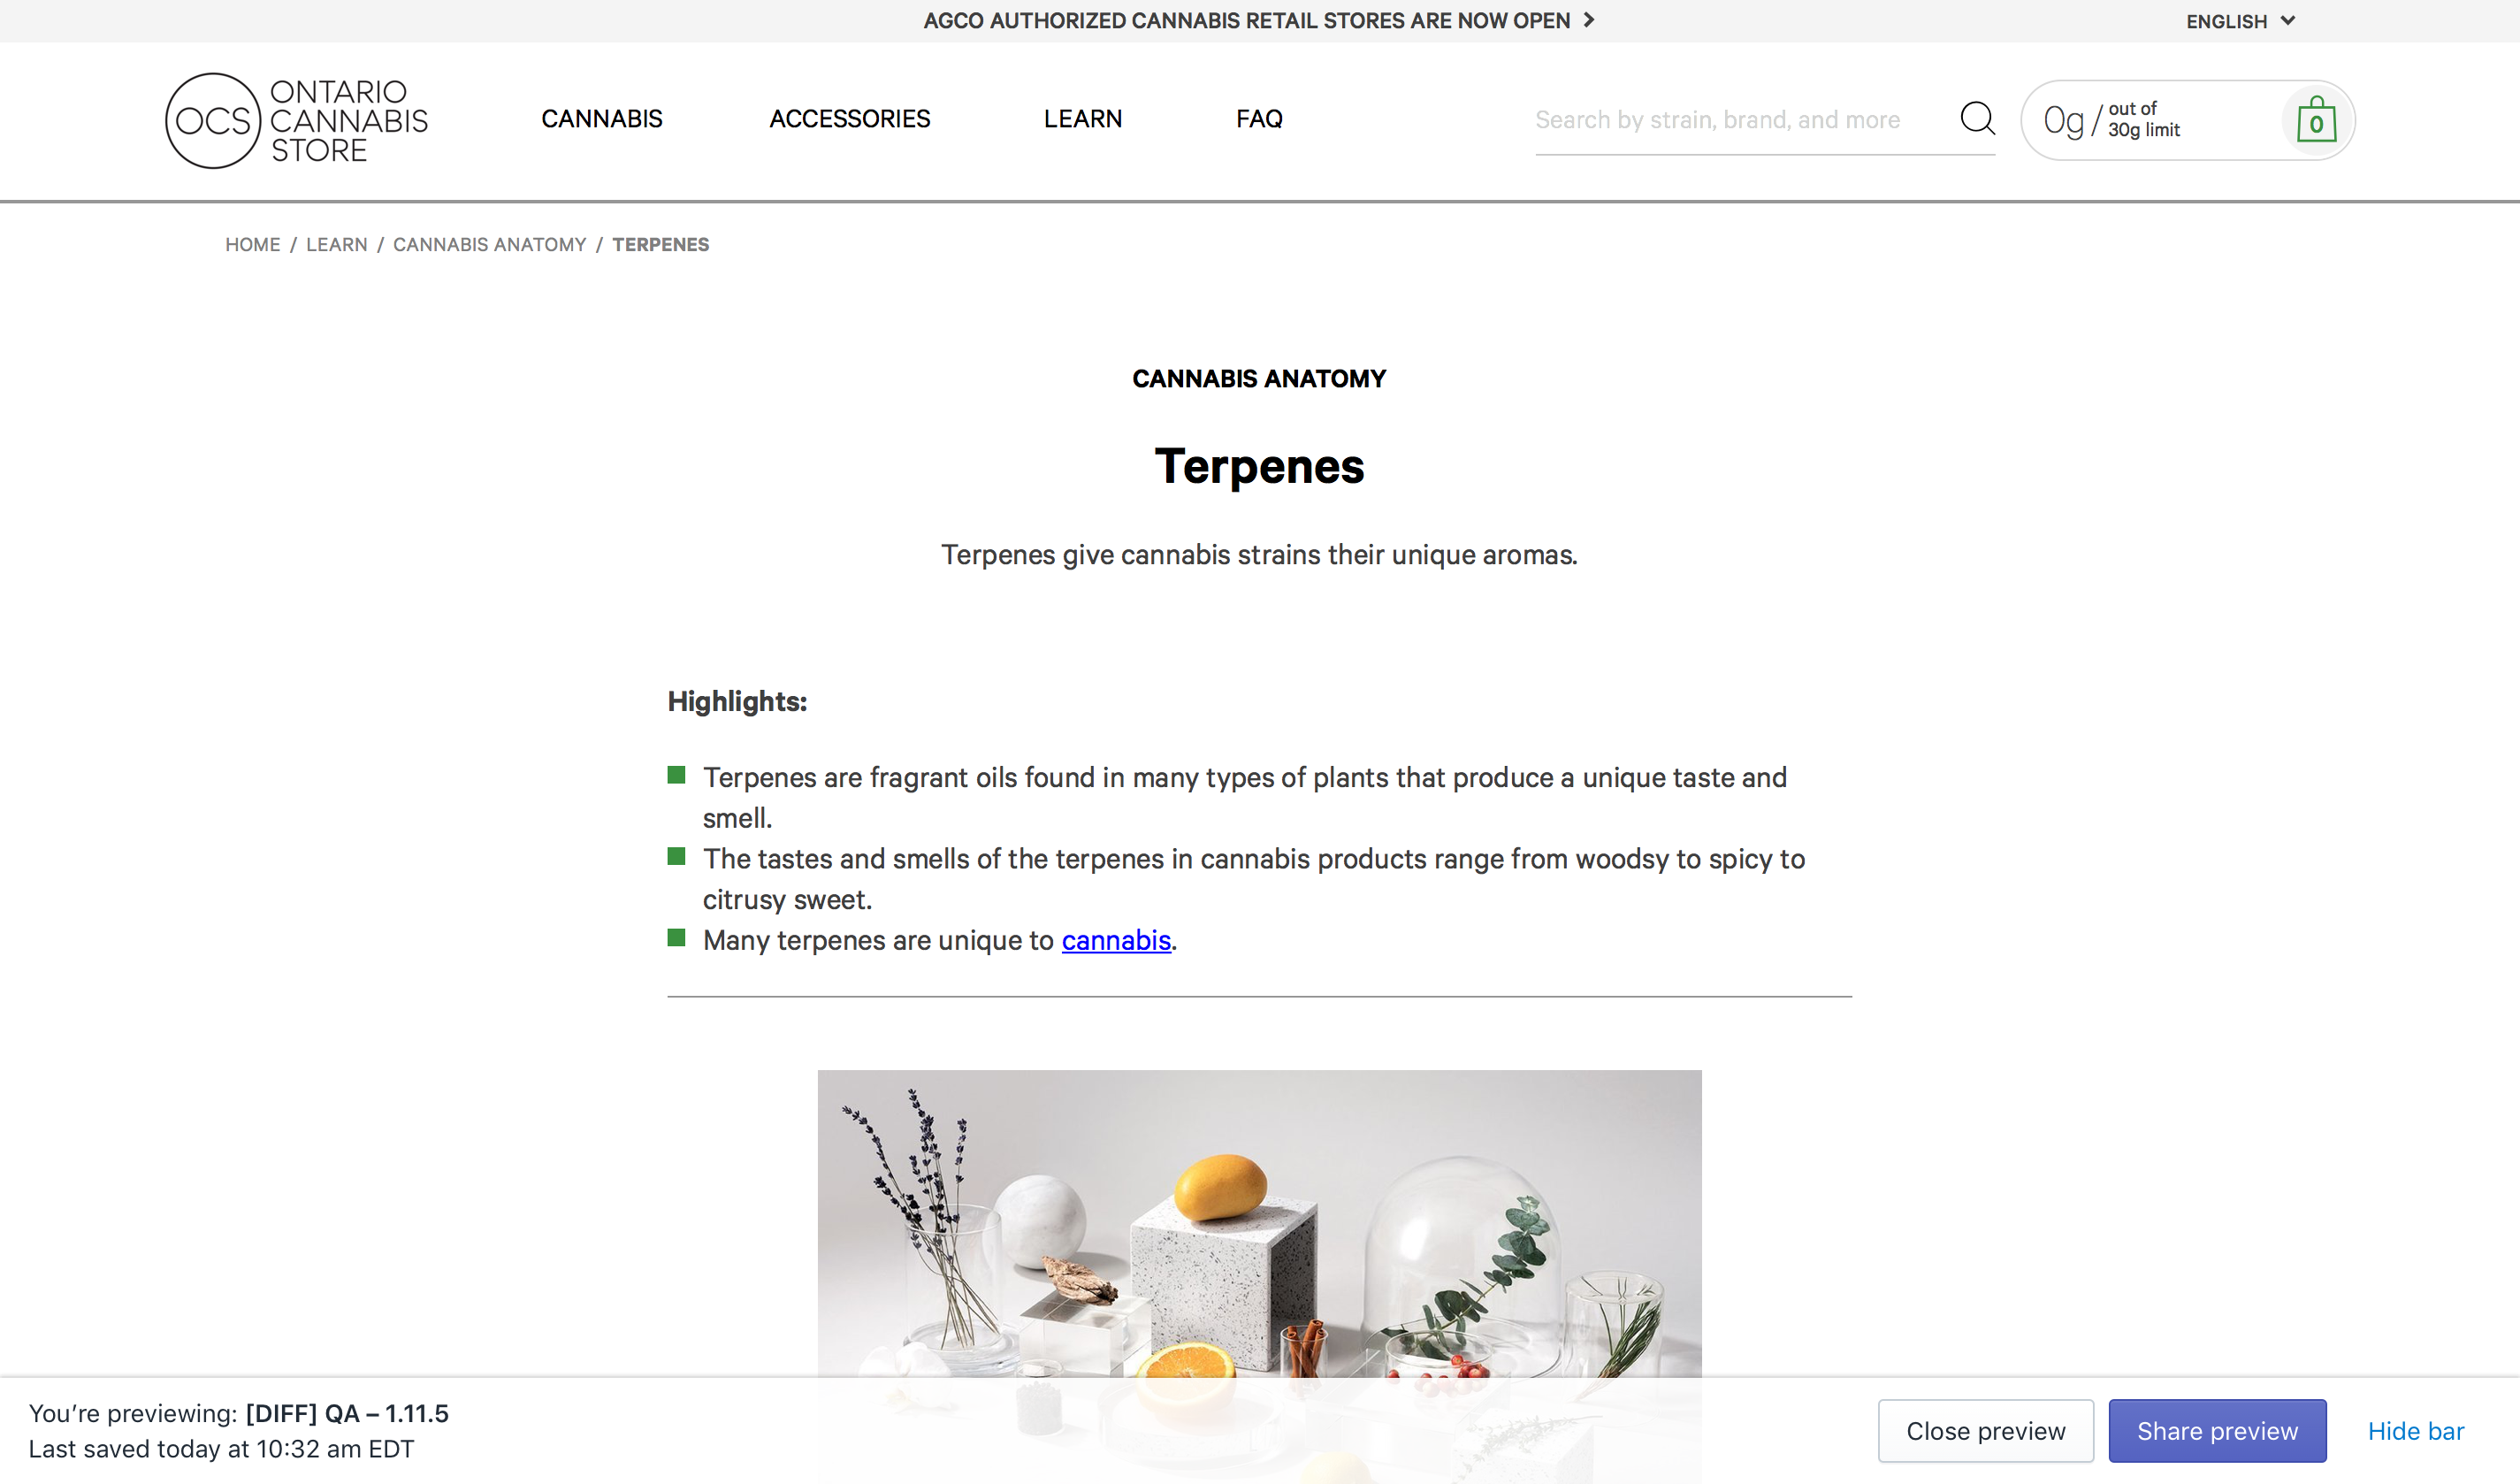 AGCO AUTHORIZED CANNABIS RETAIL STORES ARE NOW OPEN
ENGLISH
OCS
ONTARIO
CANNABIS
STORE
CANNABIS
ACCESSORIES
LEARN
FAQ
Search by strain, brand, and more
0g / out of
30g limit
0
HOME / LEARN / CANNABIS ANATOMY / TERPENES
CANNABIS ANATOMY
Terpenes
Terpenes give cannabis strains their unique aromas.
Highlights:
Terpenes are fragrant oils found in many types of plants that produce a unique taste and
smell.
The tastes and smells of the terpenes in cannabis products range from woodsy to spicy to
citrusy sweet.
Many terpenes are unique to cannabis.
You’re previewing: [DIFF] QA – 1.11.5
Last saved today at 10:32 am EDT
Close preview
Share preview
Hide bar